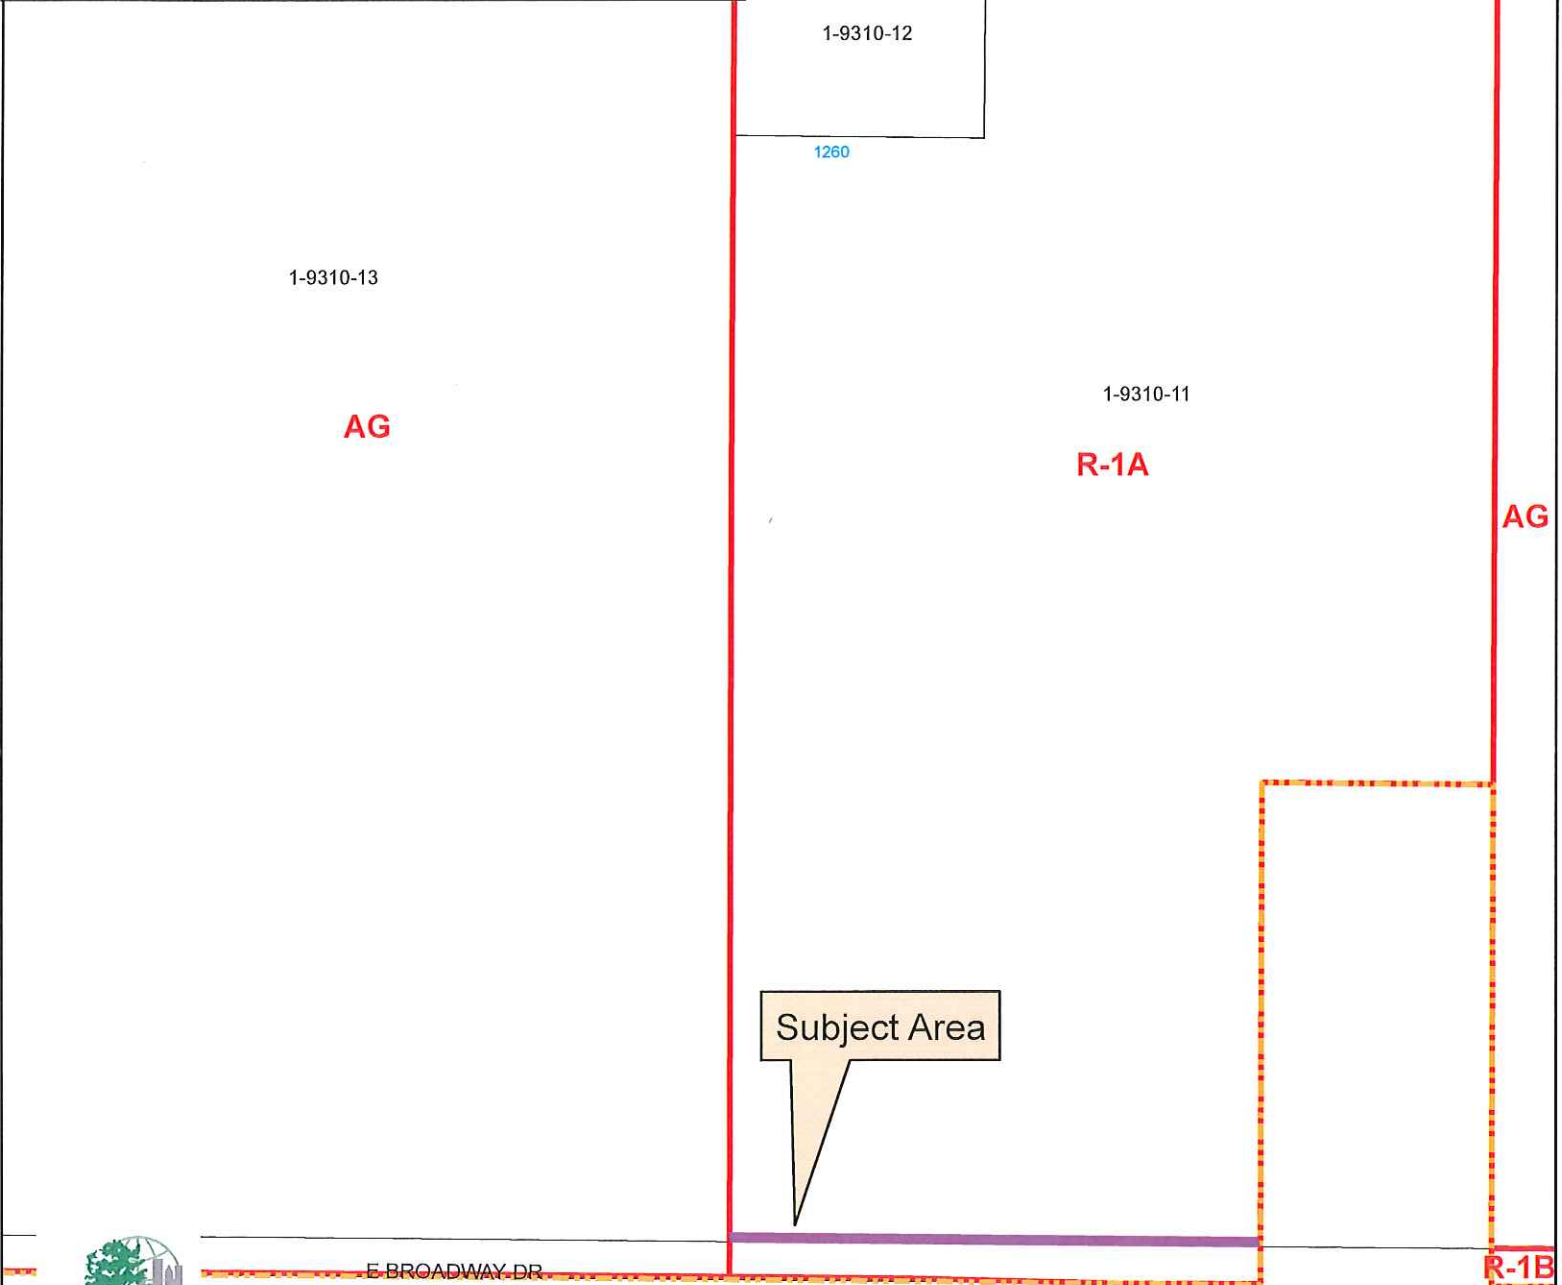 1-9310-12
1260
1-9310-13
1-9310-11
AG
R-1A
AG
Subject Area
E BROADWAY DR
R-1B